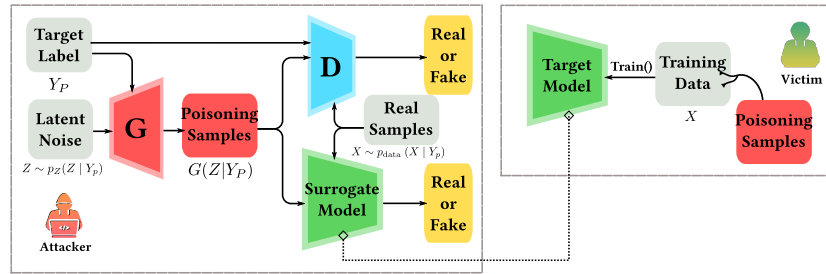 Target
Label
Y_P
Latent
Noise
Z ∼ p_Z(Z | Y_p)
Attacker
G
Poisoning
Samples
G(Z|Y_P)
D
Real
Samples
X ∼ p_data (X | Y_p)
Surrogate
Model
Real
or
Fake
Real
or
Fake
Target
Model
Train()
Training
Data
X
Victim
Poisoning
Samples